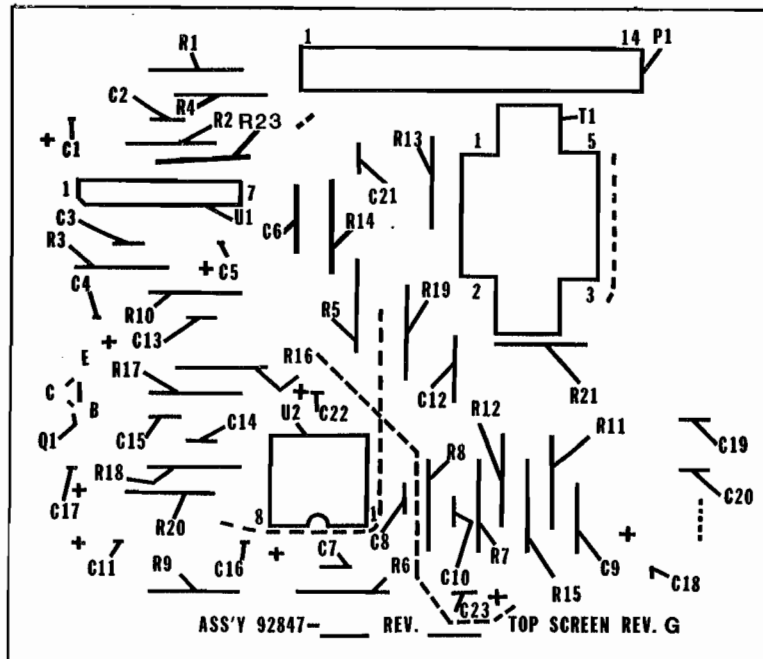 R1
1
14
P1
C2
R4
R2
R23
T1
+
C1
R13
1
5
1
7
C21
U1
C3
C6
R14
R3
+
C5
C4
R10
R5
R19
2
3
C13
+
E
R17
R16
C
B
+
C22
C12
R21
U2
Q1
C15
C14
R12
R11
C19
R8
R18
C17
+
C20
R20
8
1
C8
+
C11
R9
C16
+
C7
R6
C10
R7
R15
C9
+
C18
C23
+
ASS'Y 92847-____ REV. ____ TOP SCREEN REV. G